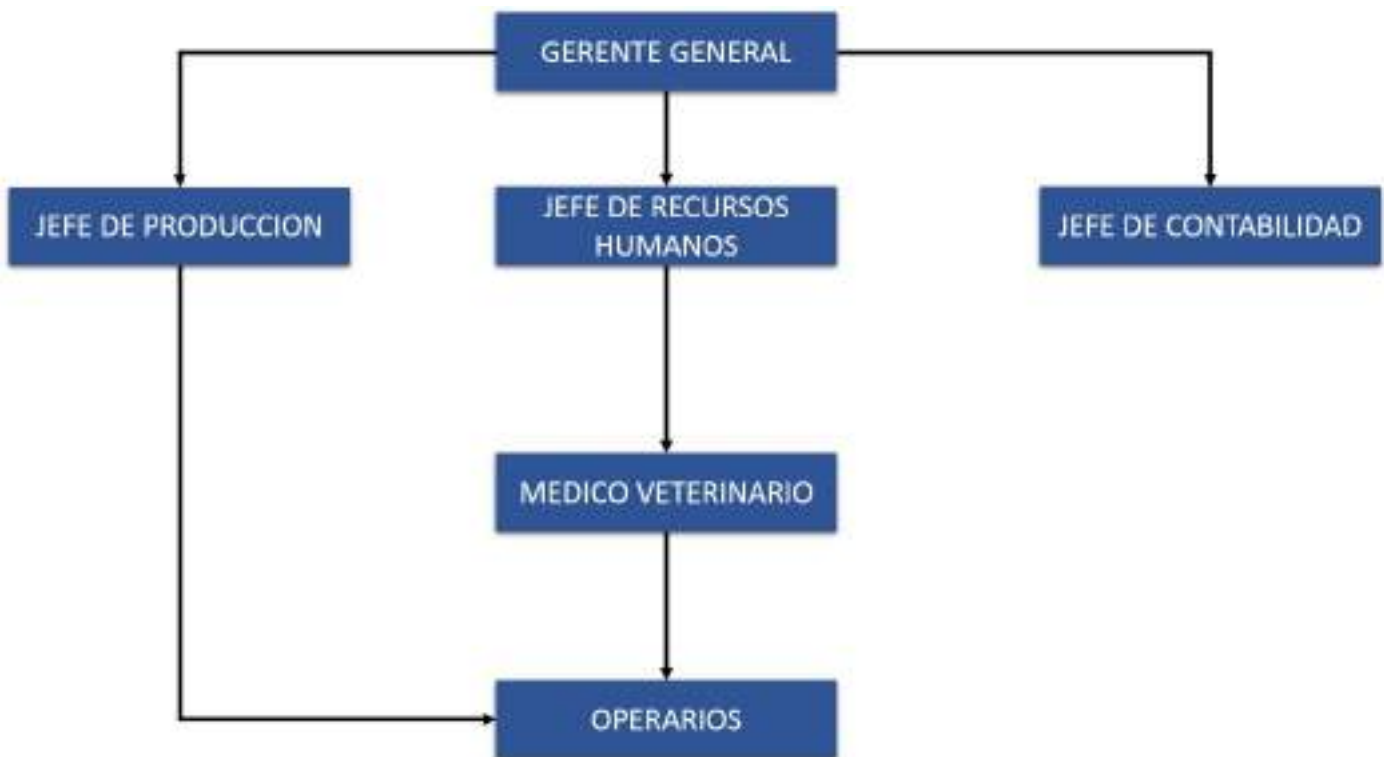 GERENTE GENERAL
JEFE DE PRODUCCION
JEFE DE RECURSOS
HUMANOS
JEFE DE CONTABILIDAD
MEDICO VETERINARIO
OPERARIOS